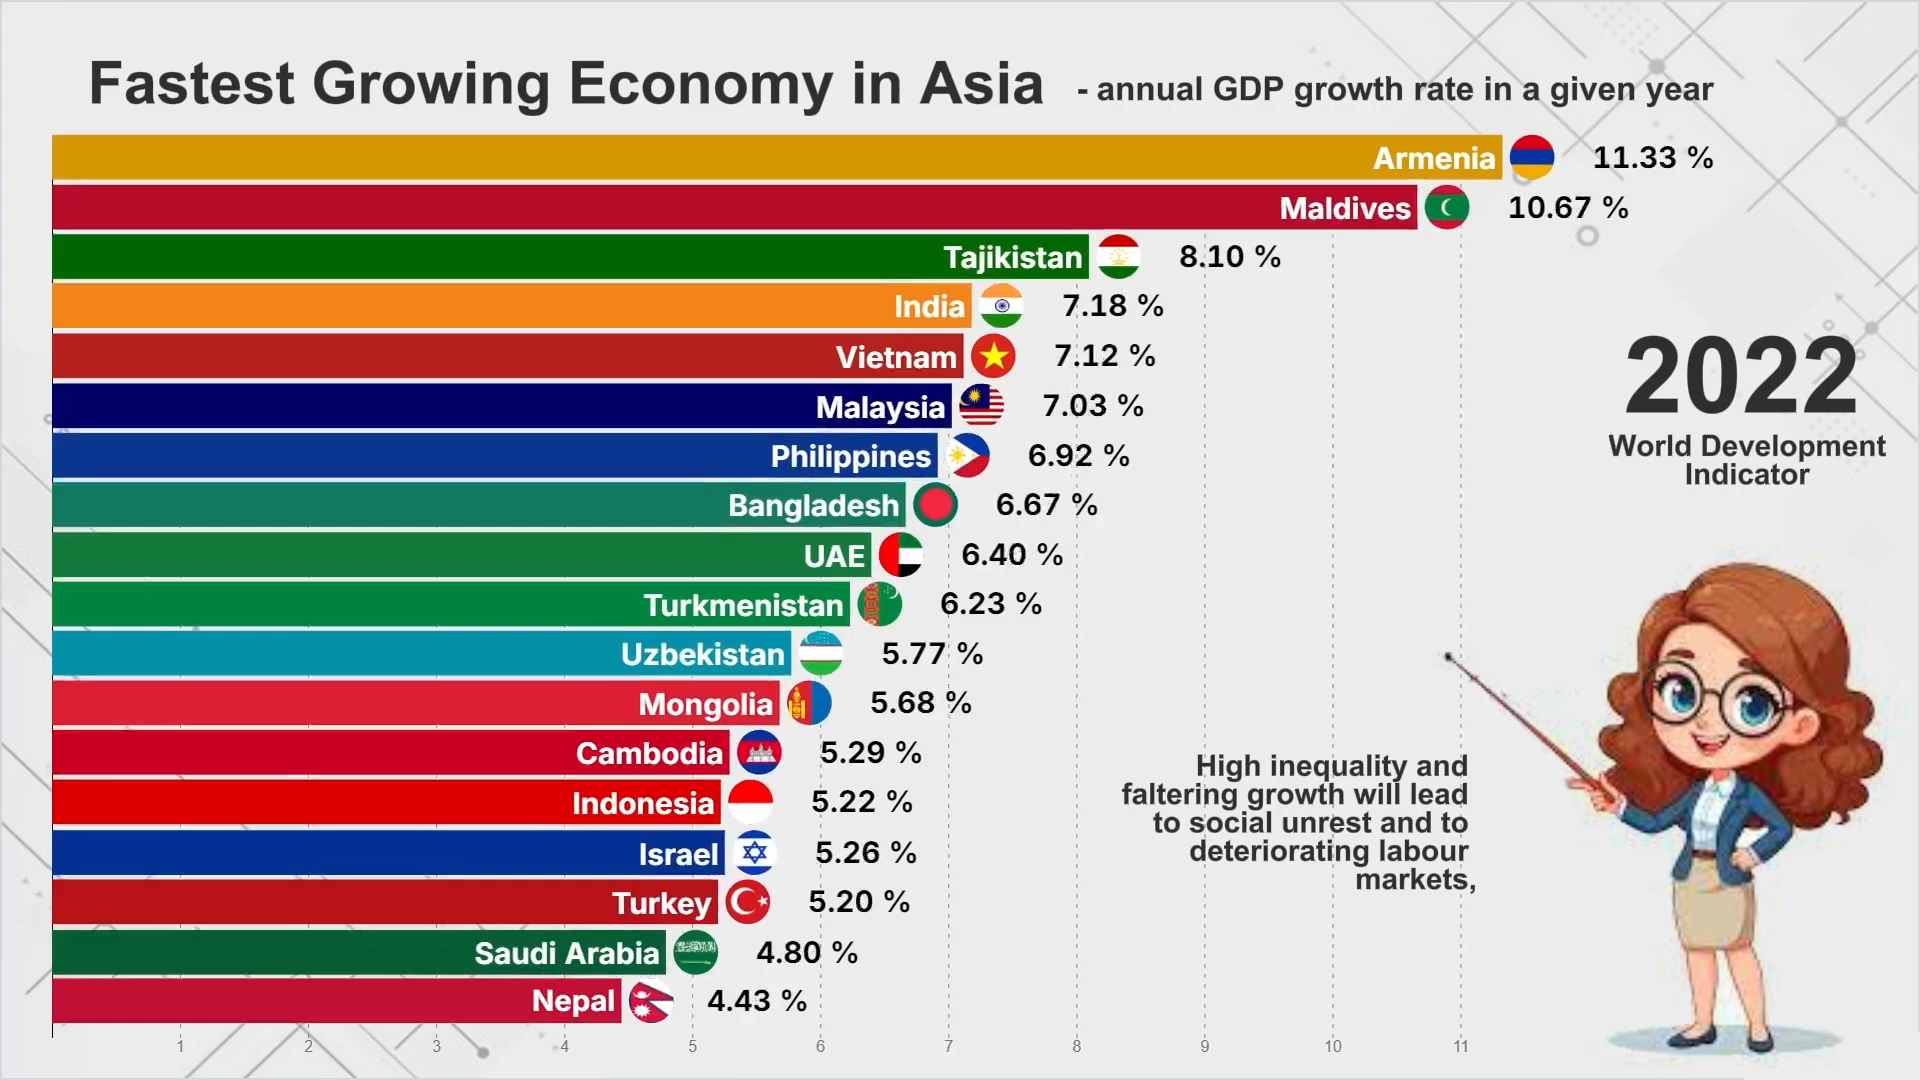 Fastest Growing Economy in Asia - annual GDP growth rate in a given year
Armenia 11.33 %
Maldives 10.67 %
Tajikistan 8.10 %
India 7.18 %
Vietnam 7.12 %
Malaysia 7.03 %
Philippines 6.92 %
Bangladesh 6.67 %
UAE 6.40 %
Turkmenistan 6.23 %
Uzbekistan 5.77 %
Mongolia 5.68 %
Cambodia 5.29 %
Indonesia 5.22 %
Israel 5.26 %
Turkey 5.20 %
Saudi Arabia 4.80 %
Nepal 4.43 %
1 2 3 4 5 6 7 8 9 10 11
2022
World Development
Indicator
High inequality and
faltering growth will lead
to social unrest and to
deteriorating labour
markets,